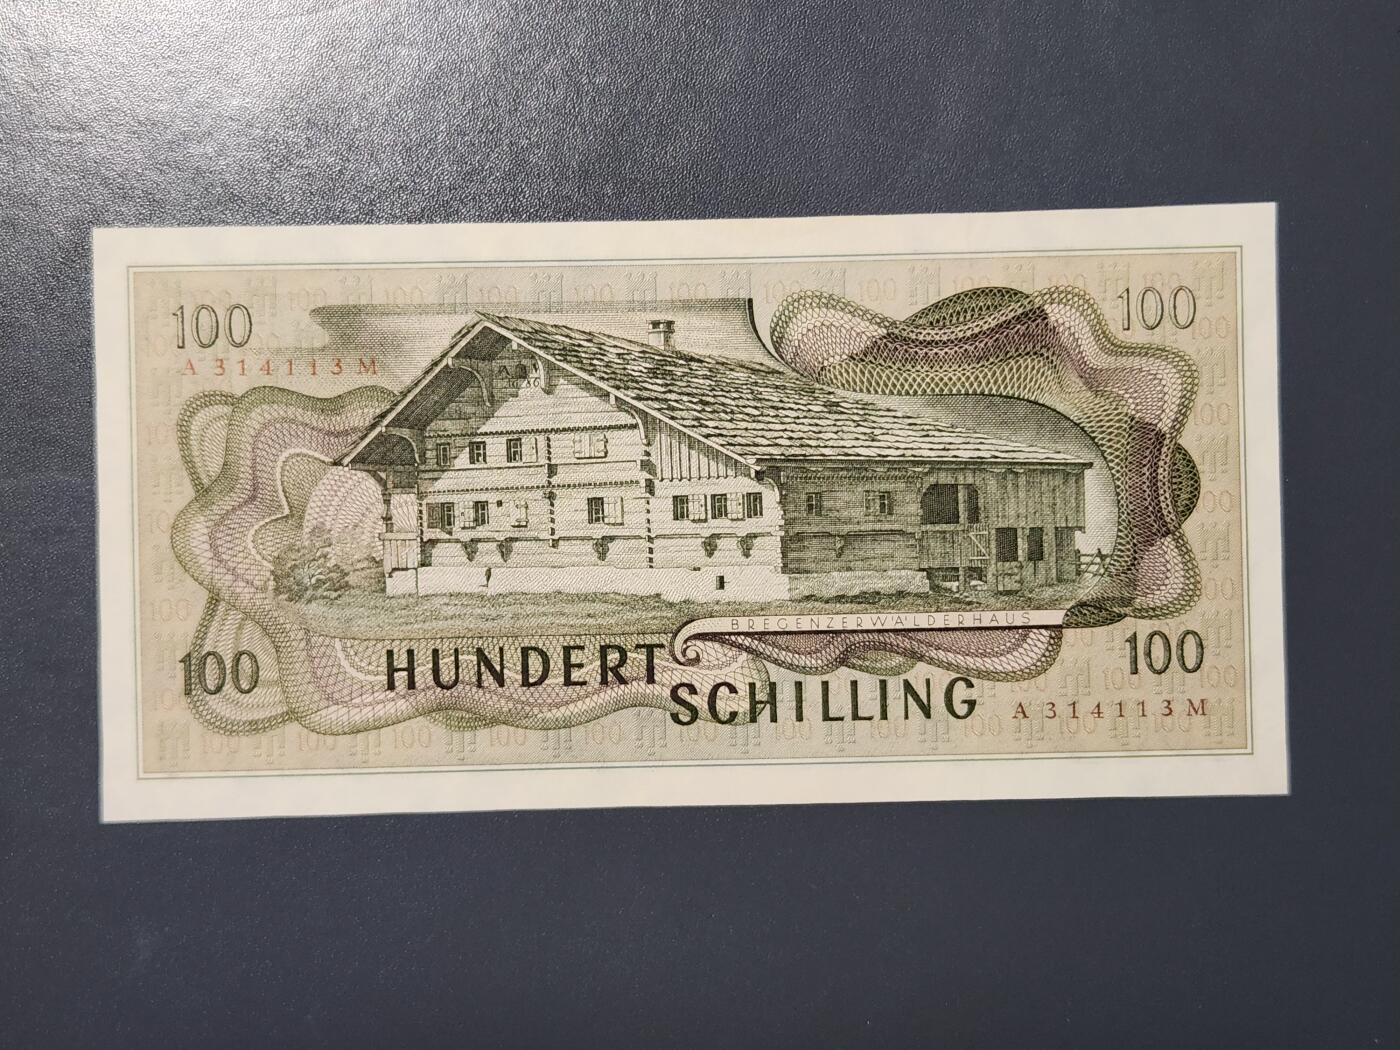 100
100
A 314113 M
BREGENZERWÄLDERHAUS
100
100
HUNDERT
SCHILLING
A 314113 M